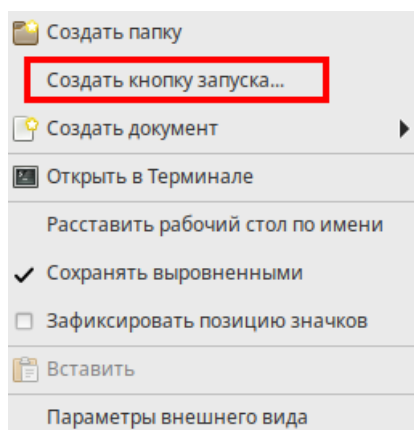 Создать папку
Создать кнопку запуска...
Создать документ
Открыть в Терминале
Расставить рабочий стол по имени
Сохранять выровненными
Зафиксировать позицию значков
Вставить
Параметры внешнего вида